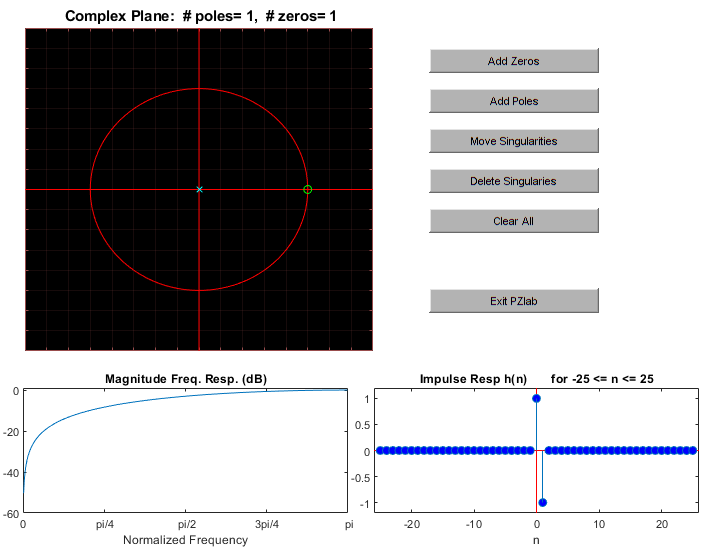 Complex Plane: # poles= 1, # zeros= 1
Add Zeros
Add Poles
Move Singularities
Delete Singularies
Clear All
Exit PZlab
Magnitude Freq. Resp. (dB)
0
-20
-40
-60
0 pi/4 pi/2 3pi/4 pi
Normalized Frequency
Impulse Resp h(n) for -25 <= n <= 25
1
0.5
0
-0.5
-1
-20 -10 0 10 20
n